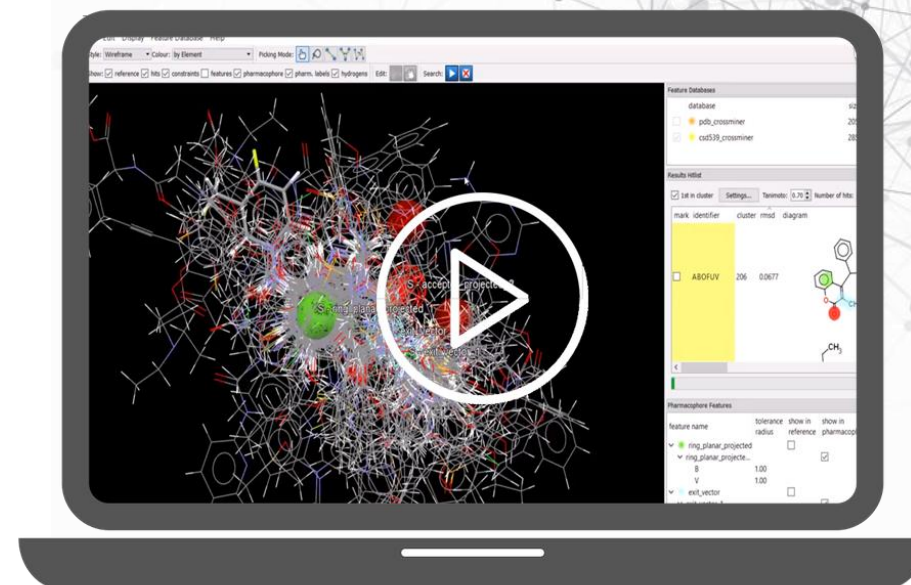 Edit Display Feature Database Help
Style: Wireframe Colour: by Element Picking Mode:
Show: reference hits constraints features pharmacophore pharm. labels hydrogens Edit: Search:
Feature Databases
database
pdb_crossminer
csd539_crossminer
Results Hitlist
1st in cluster Settings... Tanimoto: 0.70 Number of hits:
mark identifier cluster rmsd diagram
ABOFUV 206 0.0677
CH₃
Pharmacophore Features
feature name tolerance radius show in reference show in
ring_planar_projected
ring_planar_projecte...
B 1.00
V 1.00
exit_vector